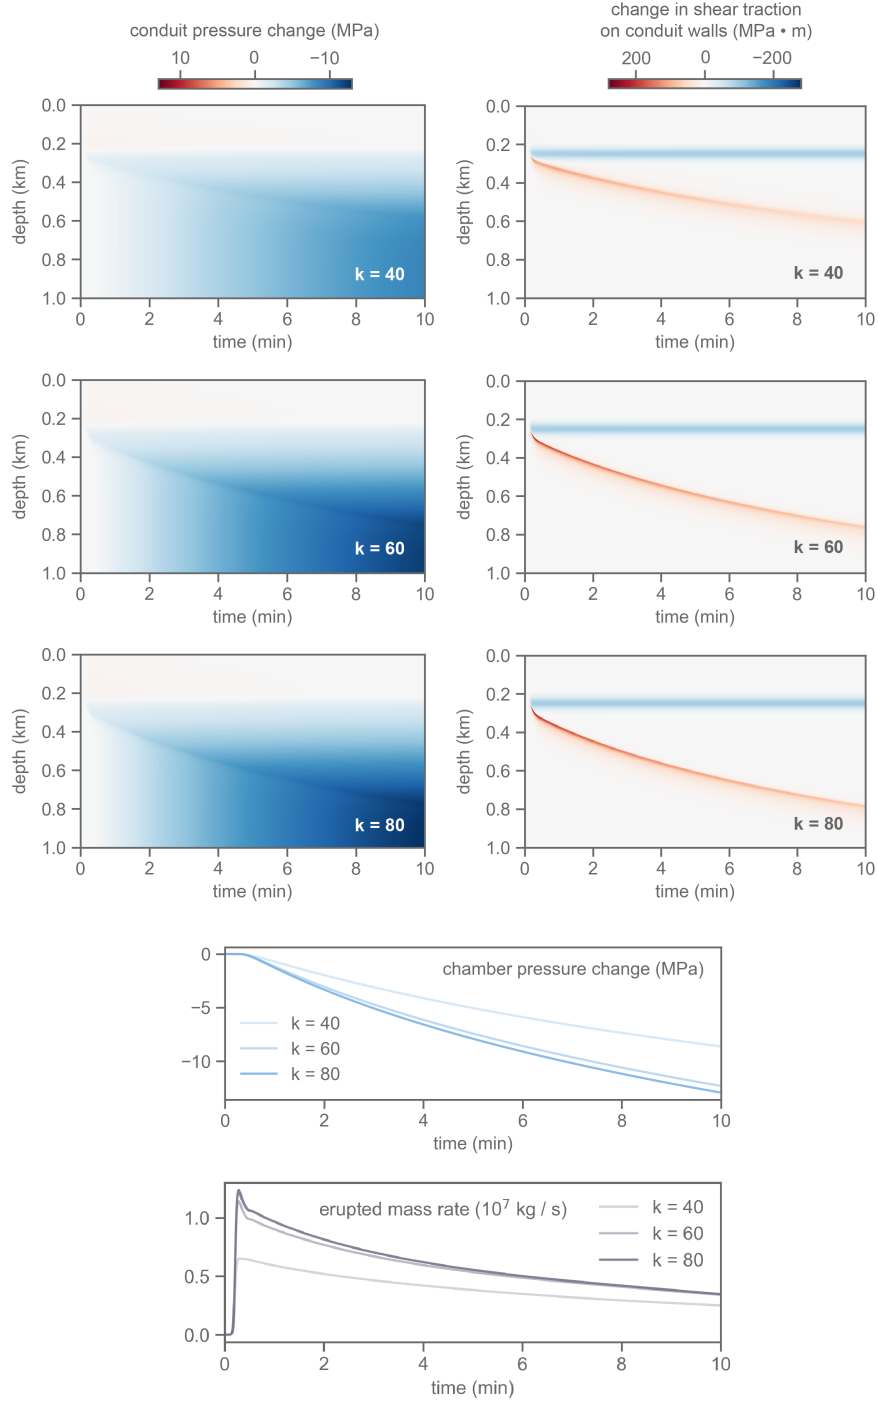 conduit pressure change (MPa)
10 0 −10
change in shear traction
on conduit walls (MPa • m)
200 0 −200
0.0
0.2
0.4
0.6
0.8
1.0
depth (km)
k = 40
0 2 4 6 8 10
time (min)
0.0
0.2
0.4
0.6
0.8
1.0
depth (km)
k = 40
0 2 4 6 8 10
time (min)
0.0
0.2
0.4
0.6
0.8
1.0
depth (km)
k = 60
0 2 4 6 8 10
time (min)
0.0
0.2
0.4
0.6
0.8
1.0
depth (km)
k = 60
0 2 4 6 8 10
time (min)
0.0
0.2
0.4
0.6
0.8
1.0
depth (km)
k = 80
0 2 4 6 8 10
time (min)
0.0
0.2
0.4
0.6
0.8
1.0
depth (km)
k = 80
0 2 4 6 8 10
time (min)
chamber pressure change (MPa)
0
−5
−10
k = 40
k = 60
k = 80
0 2 4 6 8 10
time (min)
erupted mass rate (10⁷ kg / s)
k = 40
k = 60
k = 80
1.0
0.5
0.0
0 2 4 6 8 10
time (min)